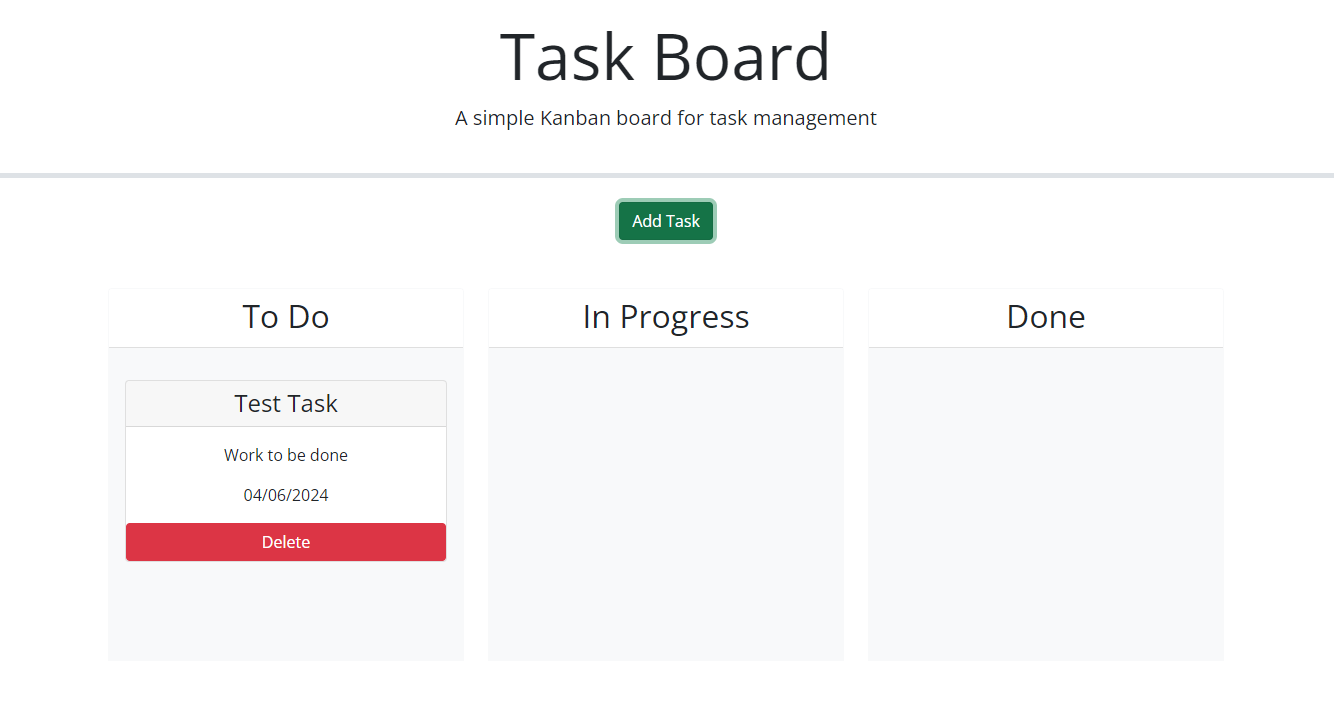 Task Board
A simple Kanban board for task management
Add Task
To Do
Test Task
Work to be done
04/06/2024
Delete
In Progress
Done